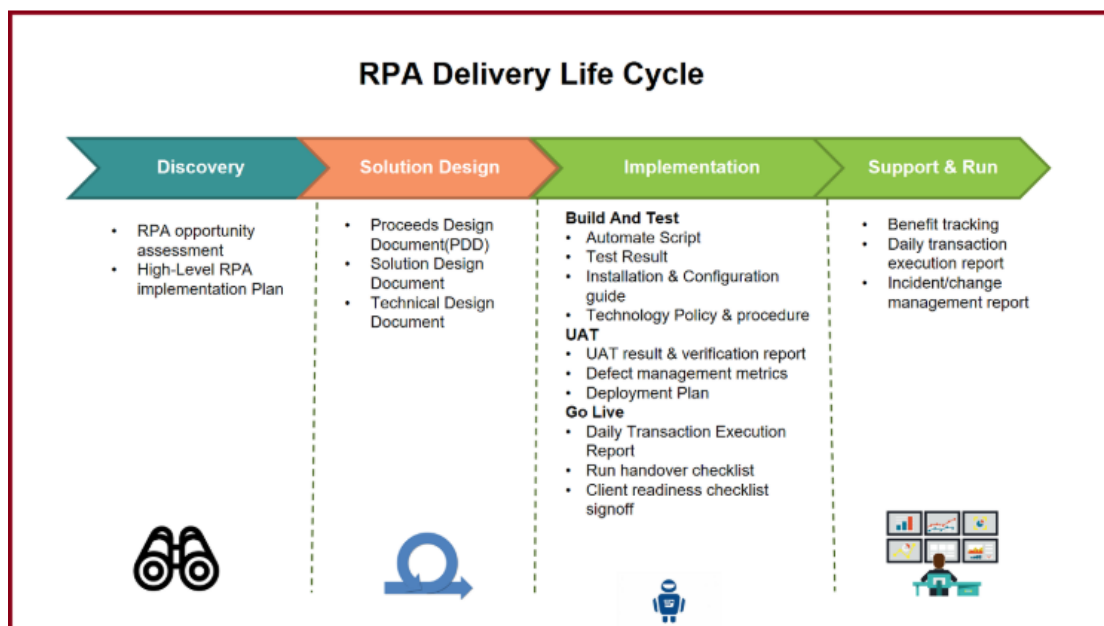 RPA Delivery Life Cycle
Discovery
Solution Design
Implementation
Support & Run
• RPA opportunity
assessment
• High-Level RPA
implementation Plan
• Proceeds Design
Document(PDD)
• Solution Design
Document
• Technical Design
Document
Build And Test
• Automate Script
• Test Result
• Installation & Configuration
guide
• Technology Policy & procedure
UAT
• UAT result & verification report
• Defect management metrics
• Deployment Plan
Go Live
• Daily Transaction Execution
Report
• Run handover checklist
• Client readiness checklist
signoff
• Benefit tracking
• Daily transaction
execution report
• Incident/change
management report